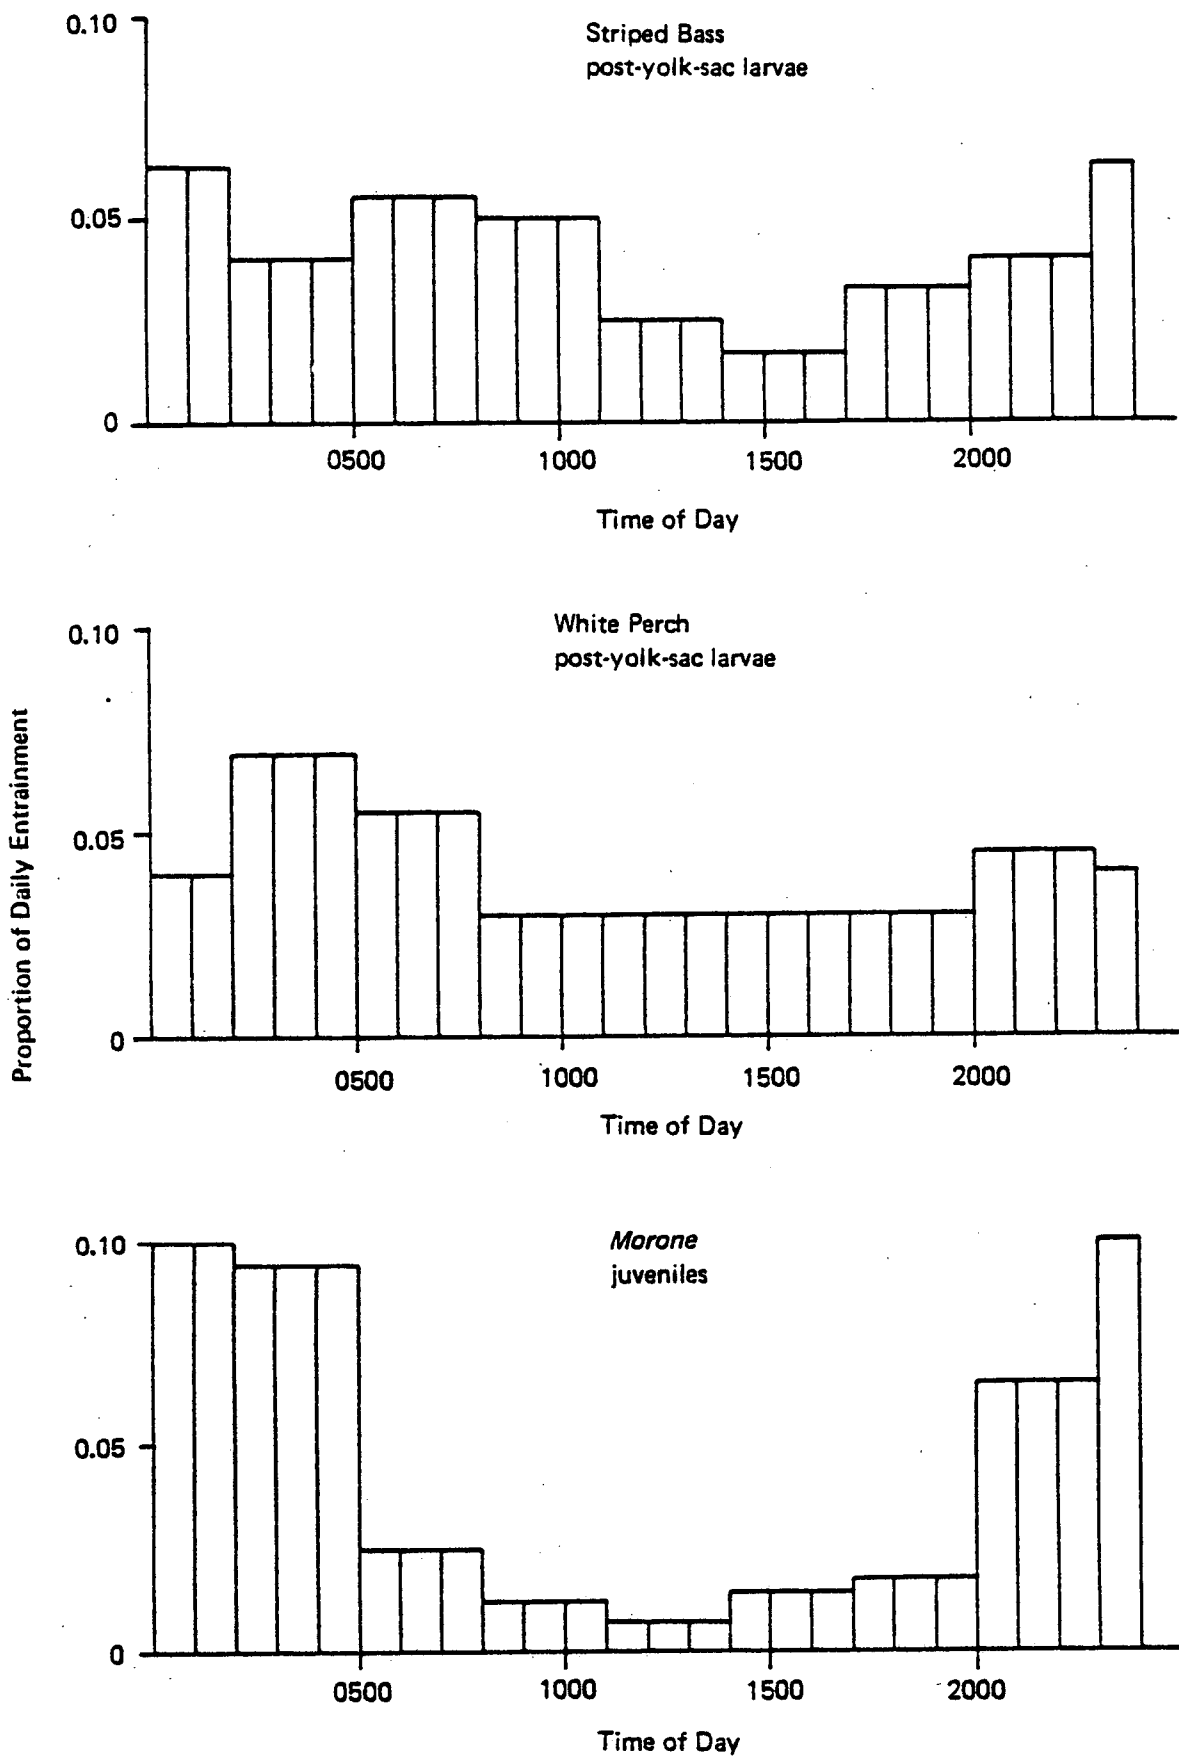 0.10
Striped Bass
post-yolk-sac larvae
0.05
0
0500 1000 1500 2000
Time of Day
Proportion of Daily Entrainment
White Perch
post-yolk-sac larvae
0.10
0.05
0
0500 1000 1500 2000
Time of Day
Morone
juveniles
0.10
0.05
0
0500 1000 1500 2000
Time of Day